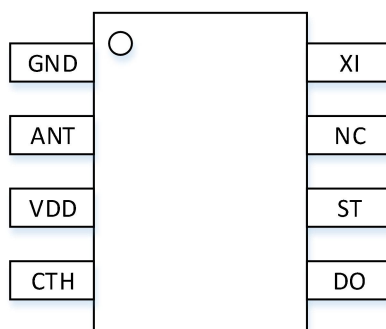 GND XI
ANT NC
VDD ST
CTH DO